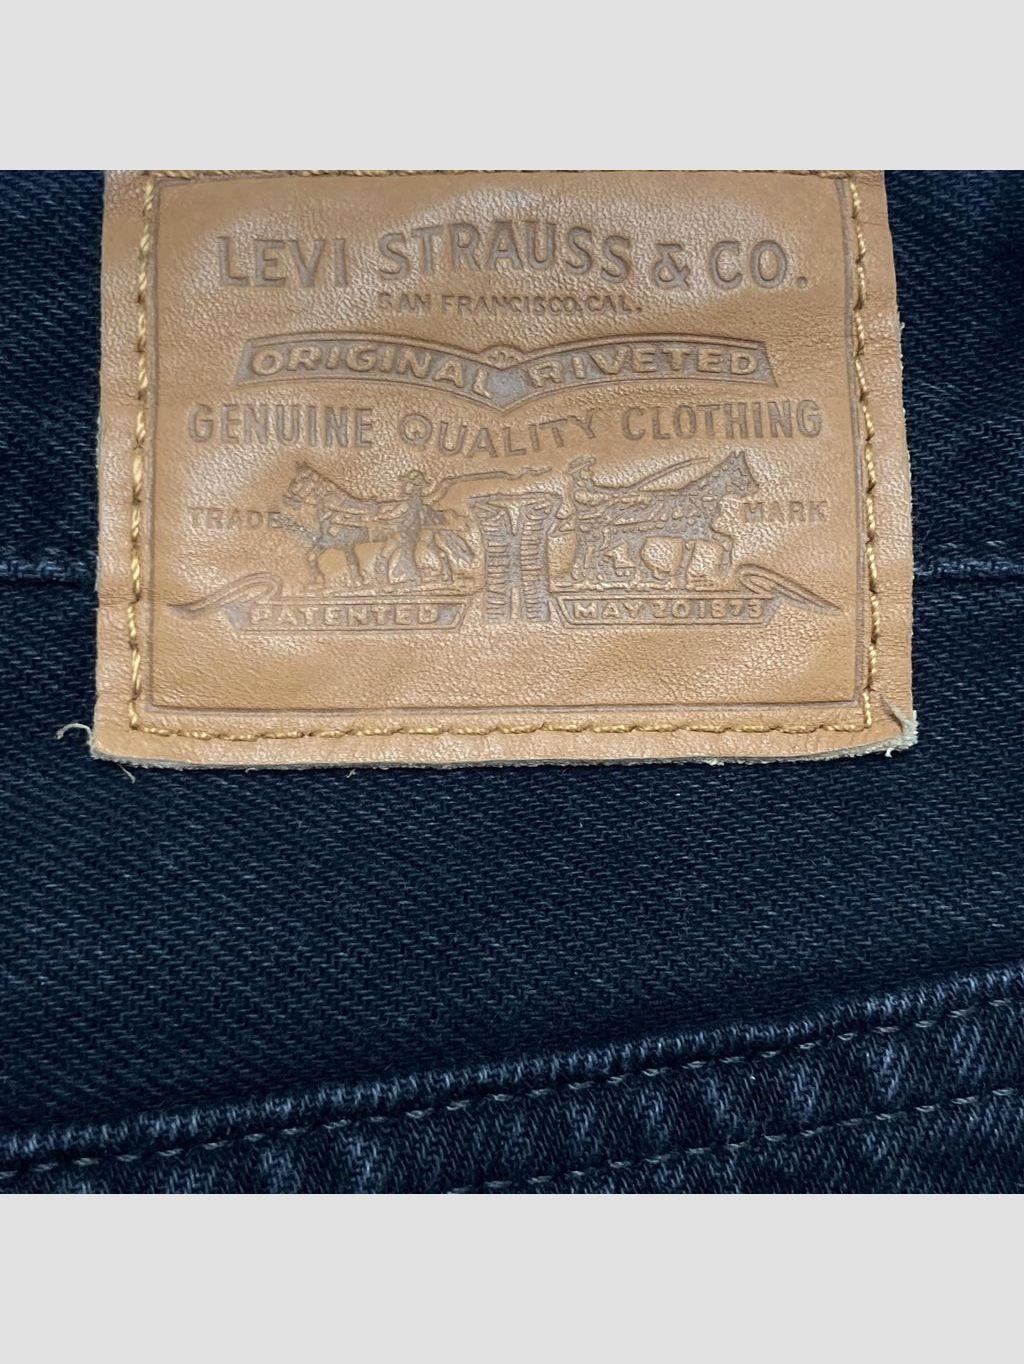 LEVI STRAUSS & CO.
SAN FRANCISCO, CAL.
ORIGINAL RIVETED
GENUINE QUALITY CLOTHING
TRADE MARK
PATENTED MAY 20 1873